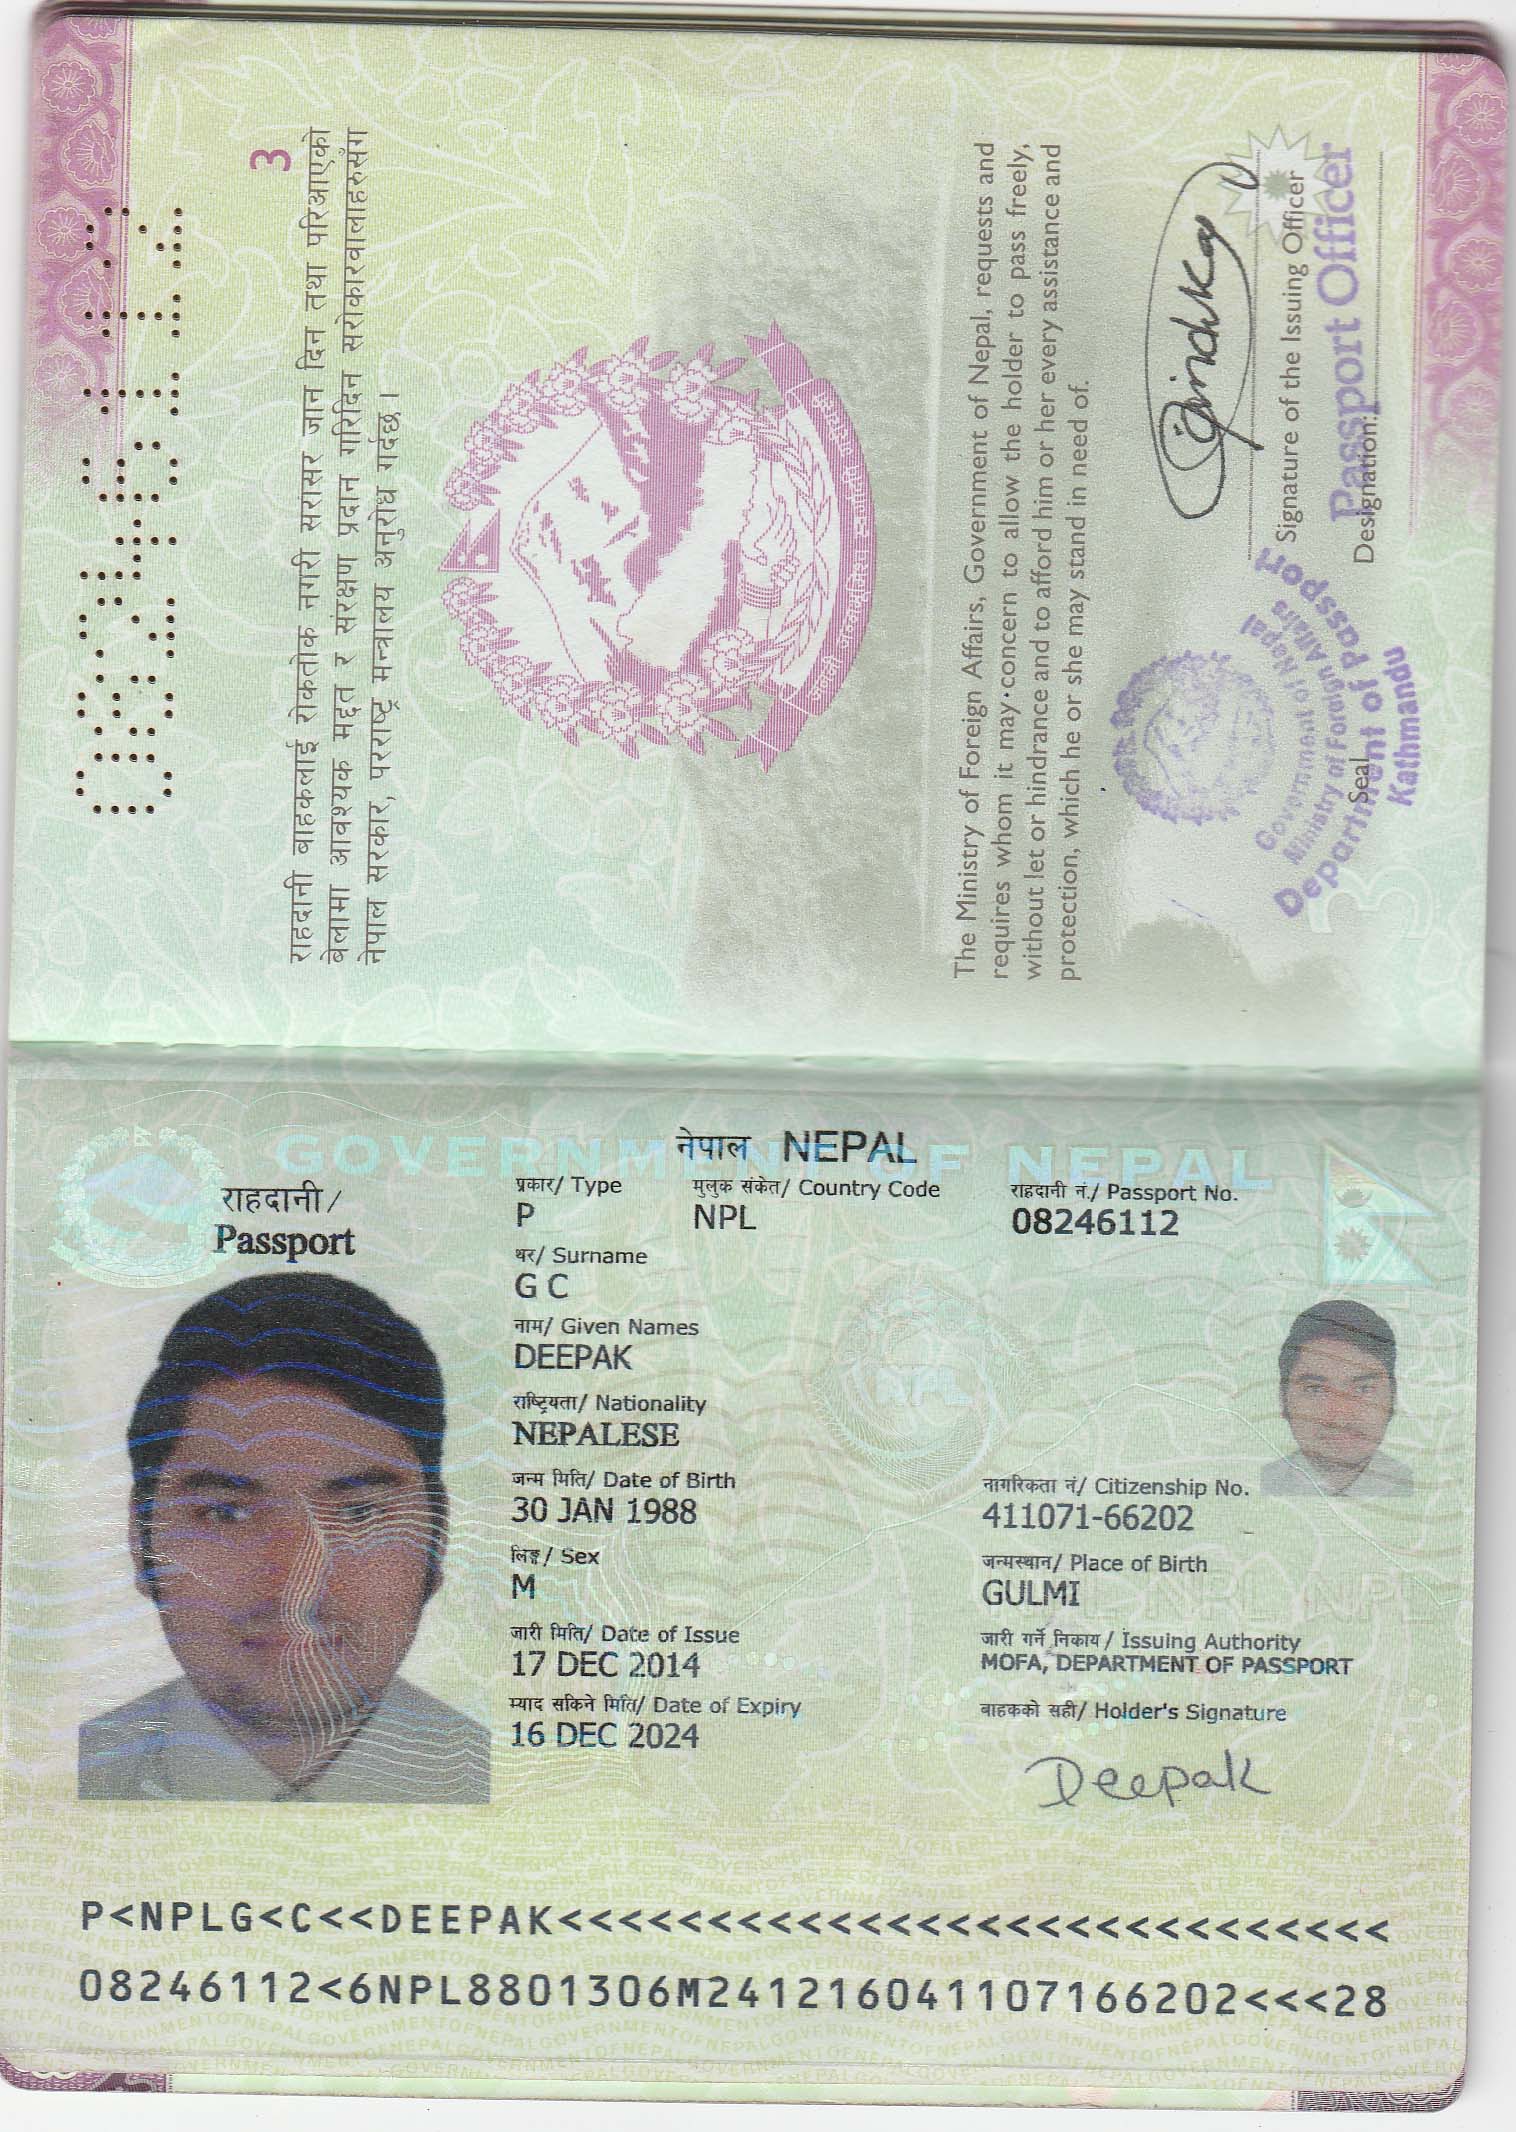 08246112
3
राहदानी बाहकलाई रोकतोक नगरी सरासर जान दिन तथा परिआएको
बेलामा आवश्यक मद्दत र संरक्षण प्रदान गरिदिन सरोकारवालाहरुसँग
नेपाल सरकार, परराष्ट्र मन्त्रालय अनुरोध गर्दछ ।
The Ministry of Foreign Affairs, Government of Nepal, requests and
requires whom it may concern to allow the holder to pass freely,
without let or hindrance and to afford him or her every assistance and
protection, which he or she may stand in need of.
Signature of the Issuing Officer
Passport Officer
Designation:
Government of Nepal
Ministry of Foreign Affairs
Department of Passport
Kathmandu
Seal
3
GOVERNMENT OF NEPAL
नेपाल NEPAL
राहदानी/
Passport
प्रकार/ Type
P
मुलुक संकेत/ Country Code
NPL
राहदानी नं./ Passport No.
08246112
थर/ Surname
G C
नाम/ Given Names
DEEPAK
राष्ट्रियता/ Nationality
NEPALESE
जन्म मिति/ Date of Birth
30 JAN 1988
नागरिकता नं/ Citizenship No.
411071-66202
लिङ्ग/ Sex
M
जन्मस्थान/ Place of Birth
GULMI
जारी मिति/ Date of Issue
17 DEC 2014
जारी गर्ने निकाय/ Issuing Authority
MOFA, DEPARTMENT OF PASSPORT
म्याद सकिने मिति/ Date of Expiry
16 DEC 2024
बाहकको सही/ Holder's Signature
Deepak
P<NPLG<C<<DEEPAK<<<<<<<<<<<<<<<<<<<<<<<<<<<<
08246112<6NPL8801306M24121604110716​6202<<<28